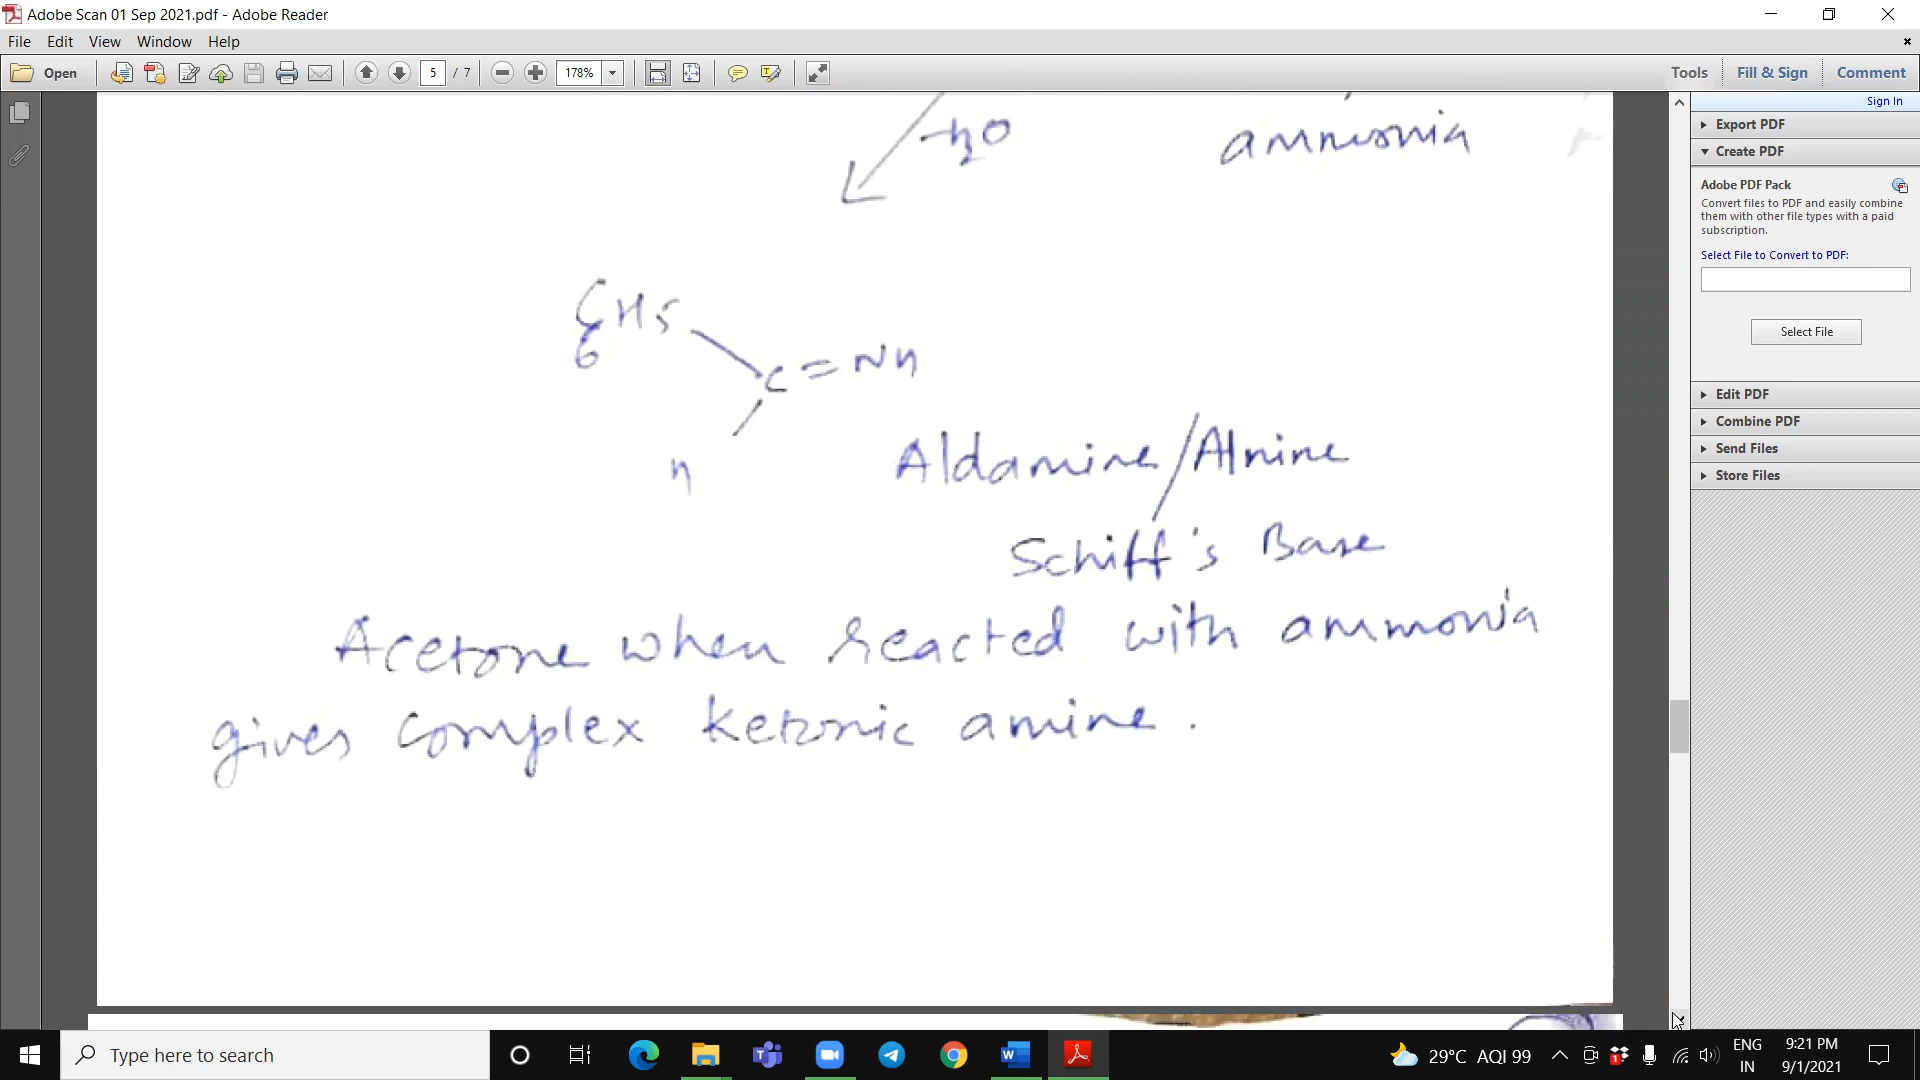 Adobe Scan 01 Sep 2021.pdf - Adobe Reader
File Edit View Window Help
Open 5 / 7 178% Tools Fill & Sign Comment
Sign In
Export PDF
Create PDF
Adobe PDF Pack
Convert files to PDF and easily combine
them with other file types with a paid
subscription.
Select File to Convert to PDF:
Select File
Edit PDF
Combine PDF
Send Files
Store Files
ammonia
C6H5
C = NH
H
Aldamine/Almine
Schiff's Base
Acetone when reacted with ammonia
gives complex ketonic amine.
Type here to search
29°C AQI 99
ENG
IN
9:21 PM
9/1/2021